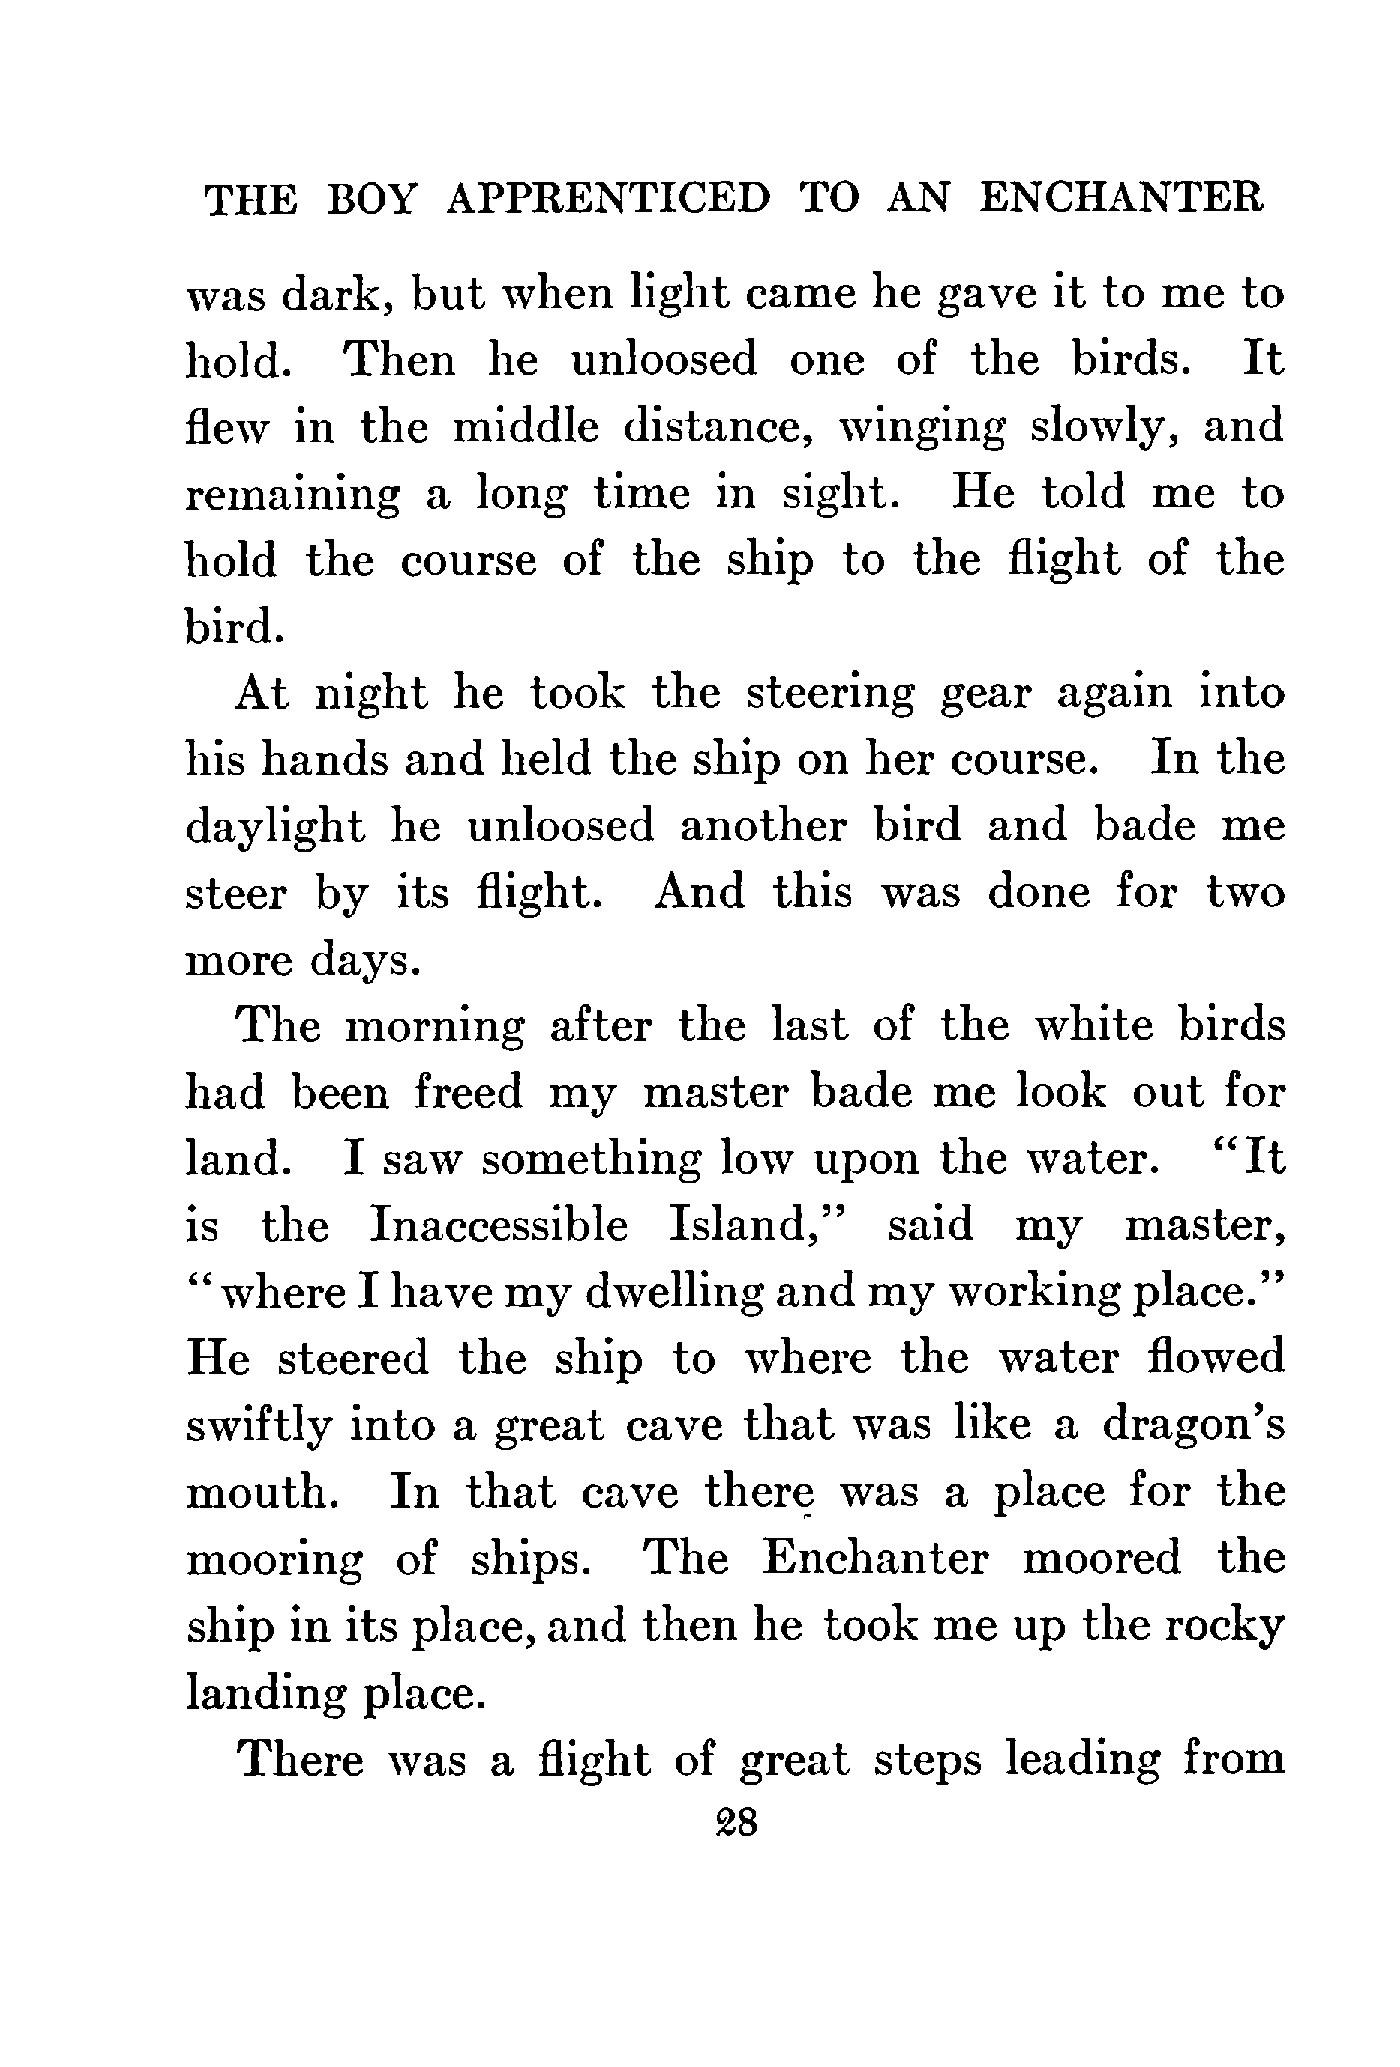 THE BOY APPRENTICED TO AN ENCHANTER
was dark, but when light came he gave it to me to
hold. Then he unloosed one of the birds. It
flew in the middle distance, winging slowly, and
remaining a long time in sight. He told me to
hold the course of the ship to the flight of the
bird.
At night he took the steering gear again into
his hands and held the ship on her course. In the
daylight he unloosed another bird and bade me
steer by its flight. And this was done for two
more days.
The morning after the last of the white birds
had been freed my master bade me look out for
land. I saw something low upon the water. “It
is the Inaccessible Island,” said my master,
“where I have my dwelling and my working place.”
He steered the ship to where the water flowed
swiftly into a great cave that was like a dragon’s
mouth. In that cave there was a place for the
mooring of ships. The Enchanter moored the
ship in its place, and then he took me up the rocky
landing place.
There was a flight of great steps leading from
28